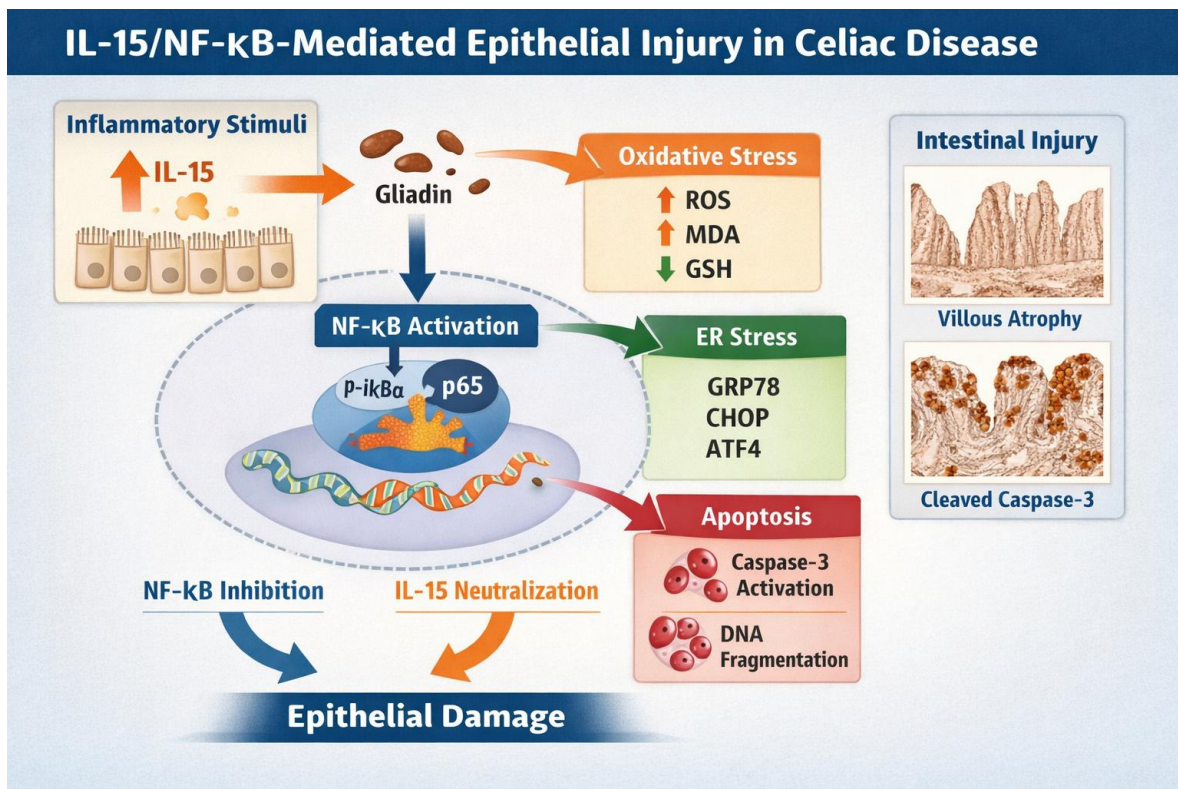 IL-15/NF-κB-Mediated Epithelial Injury in Celiac Disease
Inflammatory Stimuli
IL-15
Gliadin
Oxidative Stress
ROS
MDA
GSH
NF-κB Activation
p-ikBα
p65
ER Stress
GRP78
CHOP
ATF4
Apoptosis
Caspase-3
Activation
DNA
Fragmentation
Intestinal Injury
Villous Atrophy
Cleaved Caspase-3
NF-kB Inhibition
IL-15 Neutralization
Epithelial Damage